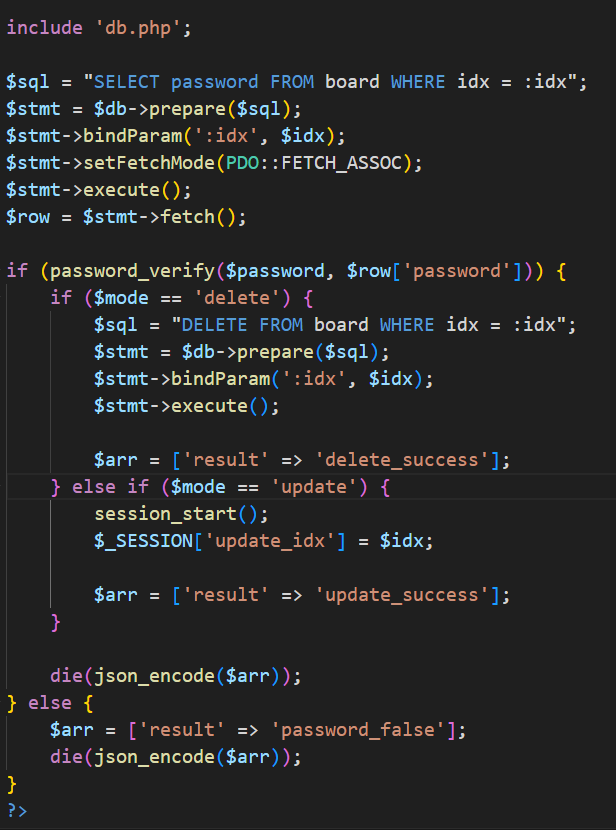 include 'db.php';
$sql = "SELECT password FROM board WHERE idx = :idx";
$stmt = $db->prepare($sql);
$stmt->bindParam(':idx', $idx);
$stmt->setFetchMode(PDO::FETCH_ASSOC);
$stmt->execute();
$row = $stmt->fetch();
if (password_verify($password, $row['password'])) {
    if ($mode == 'delete') {
        $sql = "DELETE FROM board WHERE idx = :idx";
        $stmt = $db->prepare($sql);
        $stmt->bindParam(':idx', $idx);
        $stmt->execute();
        $arr = ['result' => 'delete_success'];
    } else if ($mode == 'update') {
        session_start();
        $_SESSION['update_idx'] = $idx;
        $arr = ['result' => 'update_success'];
    }
    die(json_encode($arr));
} else {
    $arr = ['result' => 'password_false'];
    die(json_encode($arr));
}
?>